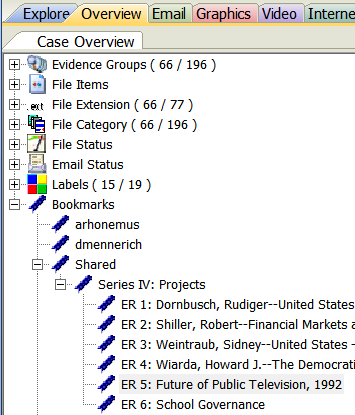 Explore Overview Email Graphics Video Interne
Case Overview
Evidence Groups ( 66 / 196 )
File Items
ext File Extension ( 66 / 77 )
File Category ( 66 / 196 )
File Status
Email Status
Labels ( 15 / 19 )
Bookmarks
arhonemus
dmennerich
Shared
Series IV: Projects
ER 1: Dornbusch, Rudiger--United States
ER 2: Shiller, Robert--Financial Markets a
ER 3: Weintraub, Sidney--United States -
ER 4: Wiarda, Howard J.--The Democrati
ER 5: Future of Public Television, 1992
ER 6: School Governance